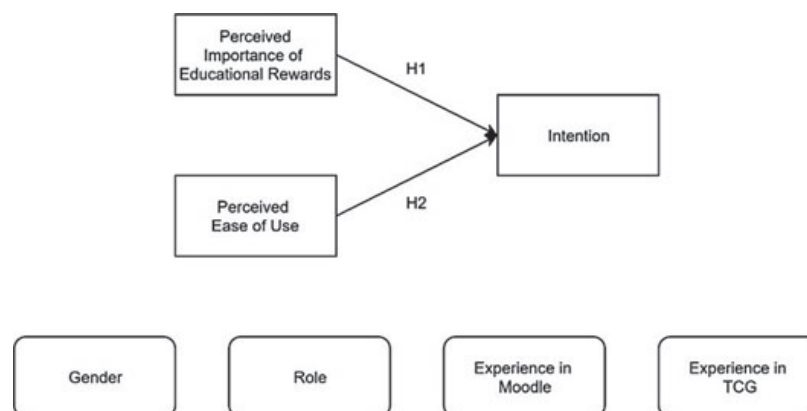 Perceived
Importance of
Educational Rewards
H1
Intention
Perceived
Ease of Use
H2
Gender
Role
Experience in
Moodle
Experience in
TCG